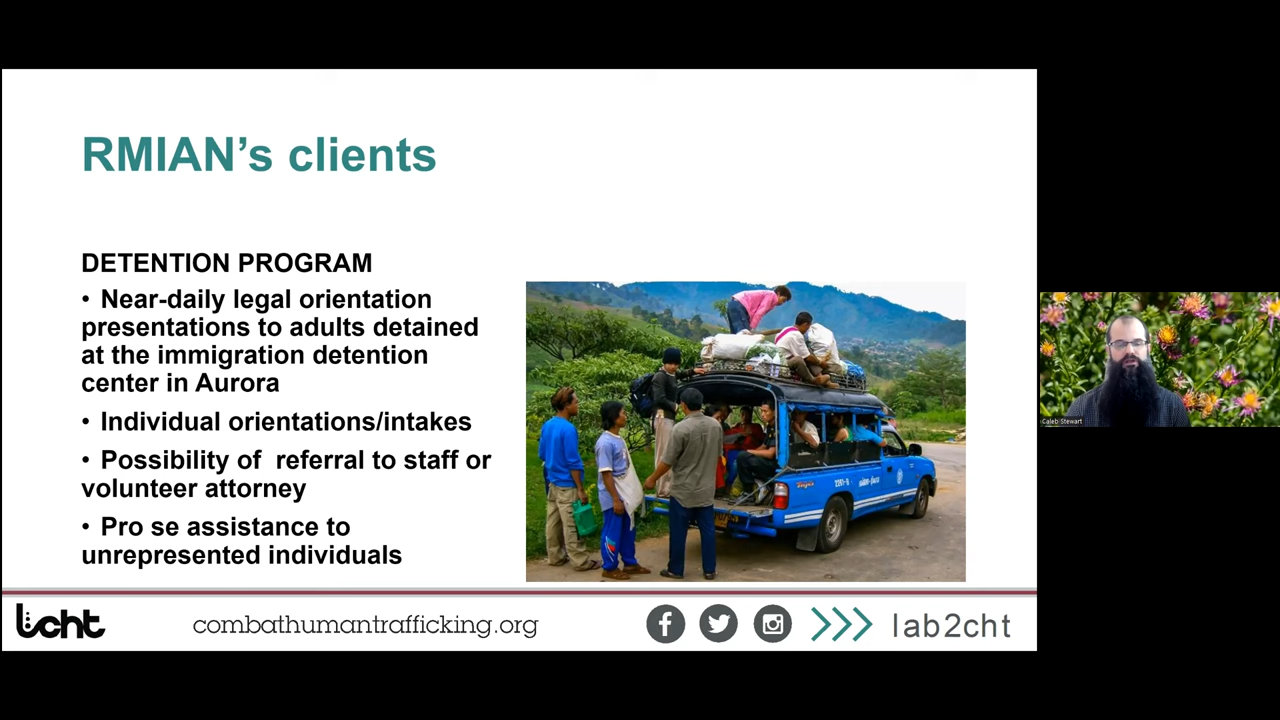 RMIAN’s clients
DETENTION PROGRAM
• Near-daily legal orientation
presentations to adults detained
at the immigration detention
center in Aurora
• Individual orientations/intakes
• Possibility of referral to staff or
volunteer attorney
• Pro se assistance to
unrepresented individuals
lcht
combathumantrafficking.org
lab2cht
Caleb Stewart